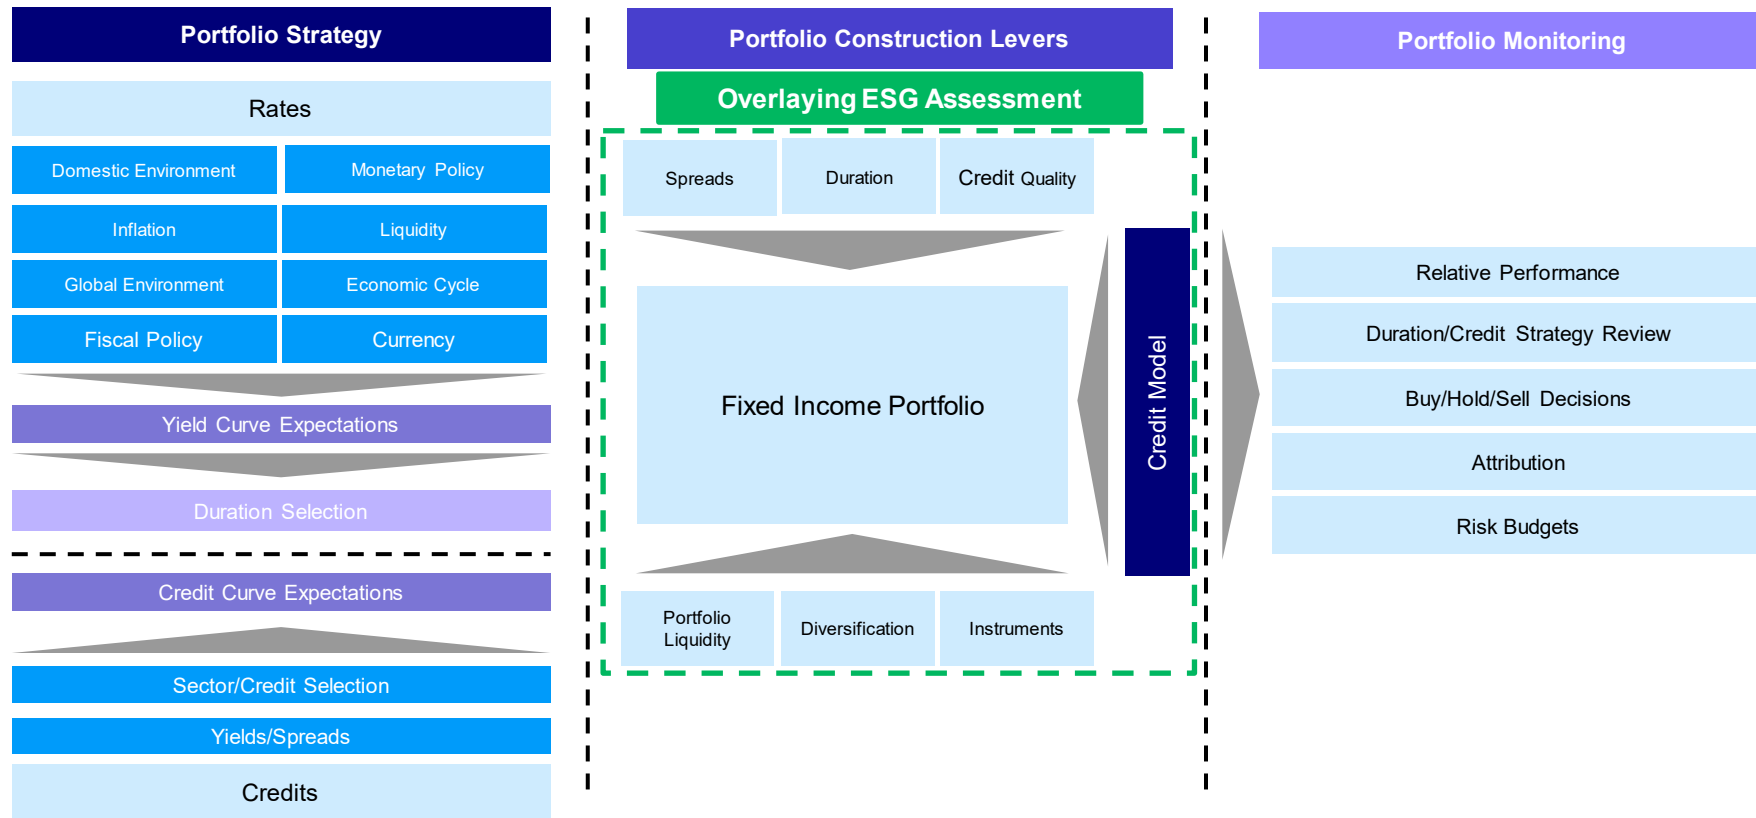 Portfolio Strategy
Rates
Domestic Environment
Monetary Policy
Inflation
Liquidity
Global Environment
Economic Cycle
Fiscal Policy
Currency
Yield Curve Expectations
Duration Selection
Credit Curve Expectations
Sector/Credit Selection
Yields/Spreads
Credits
Portfolio Construction Levers
Overlaying ESG Assessment
Spreads
Duration
Credit Quality
Fixed Income Portfolio
Credit Model
Portfolio
Liquidity
Diversification
Instruments
Portfolio Monitoring
Relative Performance
Duration/Credit Strategy Review
Buy/Hold/Sell Decisions
Attribution
Risk Budgets